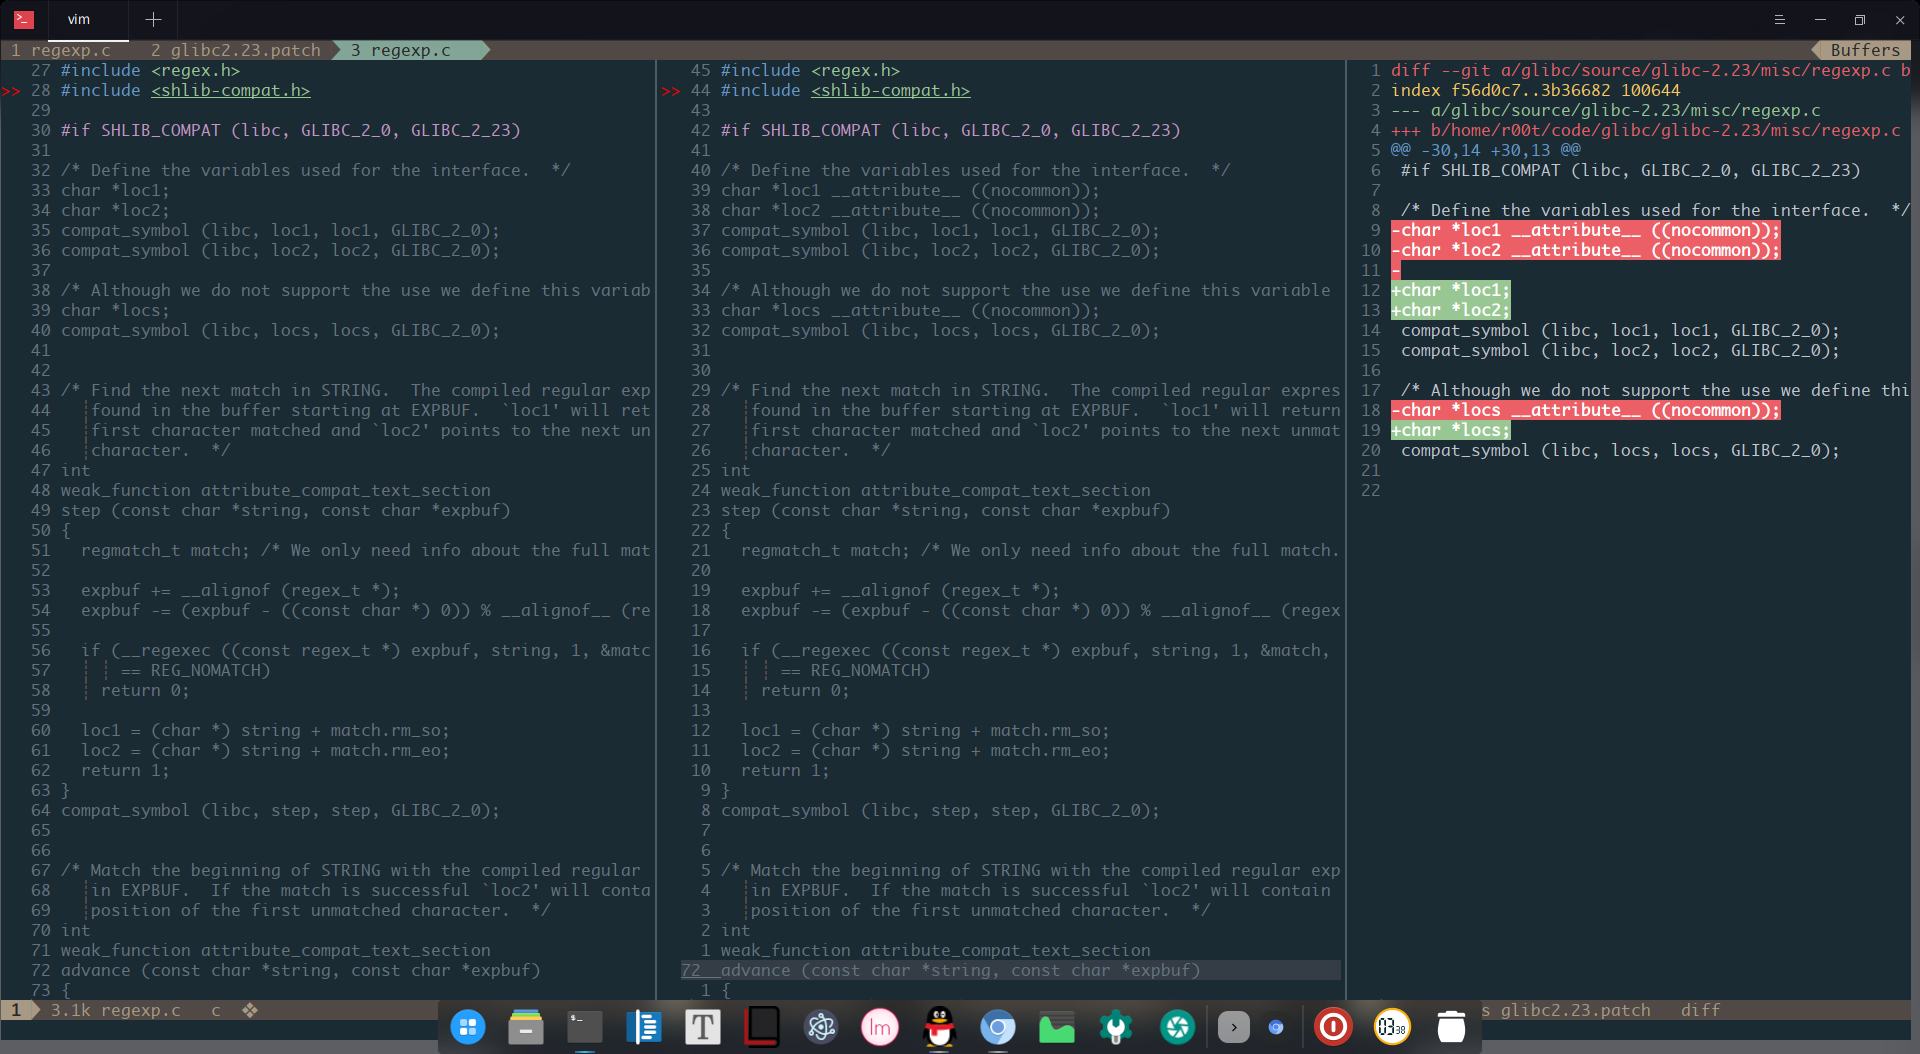 vim
1 regexp.c 2 glibc2.23.patch 3 regexp.c Buffers
27 #include <regex.h>
>> 28 #include <shlib-compat.h>
29
30 #if SHLIB_COMPAT (libc, GLIBC_2_0, GLIBC_2_23)
31
32 /* Define the variables used for the interface.  */
33 char *loc1;
34 char *loc2;
35 compat_symbol (libc, loc1, loc1, GLIBC_2_0);
36 compat_symbol (libc, loc2, loc2, GLIBC_2_0);
37
38 /* Although we do not support the use we define this variab
39 char *locs;
40 compat_symbol (libc, locs, locs, GLIBC_2_0);
41
42
43 /* Find the next match in STRING.  The compiled regular exp
44 found in the buffer starting at EXPBUF.  `loc1' will ret
45 first character matched and `loc2' points to the next un
46 character.  */
47 int
48 weak_function attribute_compat_text_section
49 step (const char *string, const char *expbuf)
50 {
51   regmatch_t match; /* We only need info about the full mat
52
53   expbuf += __alignof (regex_t *);
54   expbuf -= (expbuf - ((const char *) 0)) % __alignof__ (re
55
56   if (__regexec ((const regex_t *) expbuf, string, 1, &matc
57       == REG_NOMATCH)
58     return 0;
59
60   loc1 = (char *) string + match.rm_so;
61   loc2 = (char *) string + match.rm_eo;
62   return 1;
63 }
64 compat_symbol (libc, step, step, GLIBC_2_0);
65
66
67 /* Match the beginning of STRING with the compiled regular
68 in EXPBUF.  If the match is successful `loc2' will conta
69 position of the first unmatched character.  */
70 int
71 weak_function attribute_compat_text_section
72 advance (const char *string, const char *expbuf)
73 {
45 #include <regex.h>
>> 44 #include <shlib-compat.h>
43
42 #if SHLIB_COMPAT (libc, GLIBC_2_0, GLIBC_2_23)
41
40 /* Define the variables used for the interface.  */
39 char *loc1 __attribute__ ((nocommon));
38 char *loc2 __attribute__ ((nocommon));
37 compat_symbol (libc, loc1, loc1, GLIBC_2_0);
36 compat_symbol (libc, loc2, loc2, GLIBC_2_0);
35
34 /* Although we do not support the use we define this variable
33 char *locs __attribute__ ((nocommon));
32 compat_symbol (libc, locs, locs, GLIBC_2_0);
31
30
29 /* Find the next match in STRING.  The compiled regular expres
28 found in the buffer starting at EXPBUF.  `loc1' will return
27 first character matched and `loc2' points to the next unmat
26 character.  */
25 int
24 weak_function attribute_compat_text_section
23 step (const char *string, const char *expbuf)
22 {
21   regmatch_t match; /* We only need info about the full match.
20
19   expbuf += __alignof (regex_t *);
18   expbuf -= (expbuf - ((const char *) 0)) % __alignof__ (regex
17
16   if (__regexec ((const regex_t *) expbuf, string, 1, &match,
15       == REG_NOMATCH)
14     return 0;
13
12   loc1 = (char *) string + match.rm_so;
11   loc2 = (char *) string + match.rm_eo;
10   return 1;
9 }
8 compat_symbol (libc, step, step, GLIBC_2_0);
7
6
5 /* Match the beginning of STRING with the compiled regular exp
4 in EXPBUF.  If the match is successful `loc2' will contain
3 position of the first unmatched character.  */
2 int
1 weak_function attribute_compat_text_section
72 advance (const char *string, const char *expbuf)
1 {
1 diff --git a/glibc/source/glibc-2.23/misc/regexp.c b
2 index f56d0c7..3b36682 100644
3 --- a/glibc/source/glibc-2.23/misc/regexp.c
4 +++ b/home/r00t/code/glibc/glibc-2.23/misc/regexp.c
5 @@ -30,14 +30,13 @@
6  #if SHLIB_COMPAT (libc, GLIBC_2_0, GLIBC_2_23)
7
8  /* Define the variables used for the interface.  */
9 -char *loc1 __attribute__ ((nocommon));
10 -char *loc2 __attribute__ ((nocommon));
11 -
12 +char *loc1;
13 +char *loc2;
14  compat_symbol (libc, loc1, loc1, GLIBC_2_0);
15  compat_symbol (libc, loc2, loc2, GLIBC_2_0);
16
17  /* Although we do not support the use we define thi
18 -char *locs __attribute__ ((nocommon));
19 +char *locs;
20  compat_symbol (libc, locs, locs, GLIBC_2_0);
21
22
1 3.1k regexp.c c ❖
s glibc2.23.patch diff
T
Im
03:38